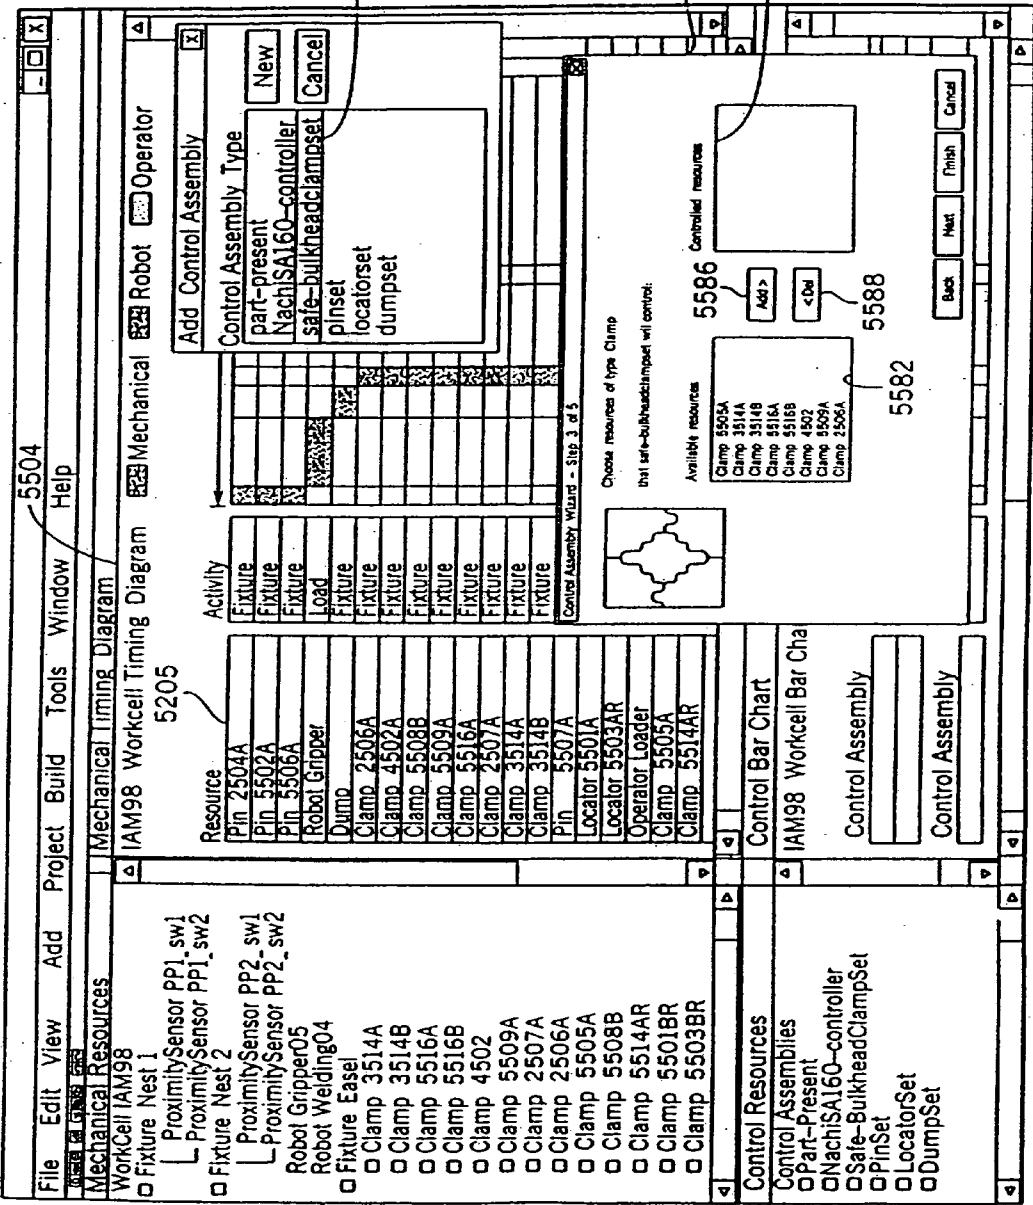 5504
File Edit View Add Project Build Tools Window Help
Mechanical Resources
WorkCell IAM98
Fixture Nest 1
ProximitySensor PP1_sw1
ProximitySensor PP1_sw2
Fixture Nest 2
ProximitySensor PP2_sw1
ProximitySensor PP2_sw2
Robot Gripper05
Robot Welding04
Fixture Easel
Clamp 3514A
Clamp 3514B
Clamp 5516A
Clamp 5516B
Clamp 4502
Clamp 5509A
Clamp 2507A
Clamp 2506A
Clamp 5505A
Clamp 5508B
Clamp 5514AR
Clamp 5501BR
Clamp 5503BR
Mechanical Timing Diagram
IAM98 Workcell Timing Diagram Mechanical Robot Operator
5205
Resource Activity
Pin 2504A Fixture
Pin 5502A Fixture
Pin 5506A Fixture
Robot Gripper Load
Dump Fixture
Clamp 2506A Fixture
Clamp 4502A Fixture
Clamp 5508B Fixture
Clamp 5509A Fixture
Clamp 5516A Fixture
Clamp 2507A Fixture
Clamp 3514A Fixture
Clamp 3514B Fixture
Pin 5507A
Locator 5501A
Locator 5503AR
Operator Loader
Clamp 5505A
Clamp 5514AR
Add Control Assembly
Control Assembly Type
part-present
NachiSA160-controller
safe-bulkheadclampset
pinset
locatorset
dumpset
New
Cancel
Control Assembly Wizard - Step 3 of 5
Choose resources of type Clamp
that safe-bulkheadclampset will control:
Available resources
Clamp 5505A
Clamp 3514A
Clamp 3514B
Clamp 5516A
Clamp 5516B
Clamp 4502
Clamp 5509A
Clamp 2506A
5582
5586
Add >
< Del
5588
Controlled resources
Back Next Finish Cancel
Control Resources
Control Assemblies
Part-Present
NachiSA160-controller
Safe-BulkheadClampSet
PinSet
LocatorSet
DumpSet
Control Bar Chart
IAM98 Workcell Bar Cha
Control Assembly
Control Assembly